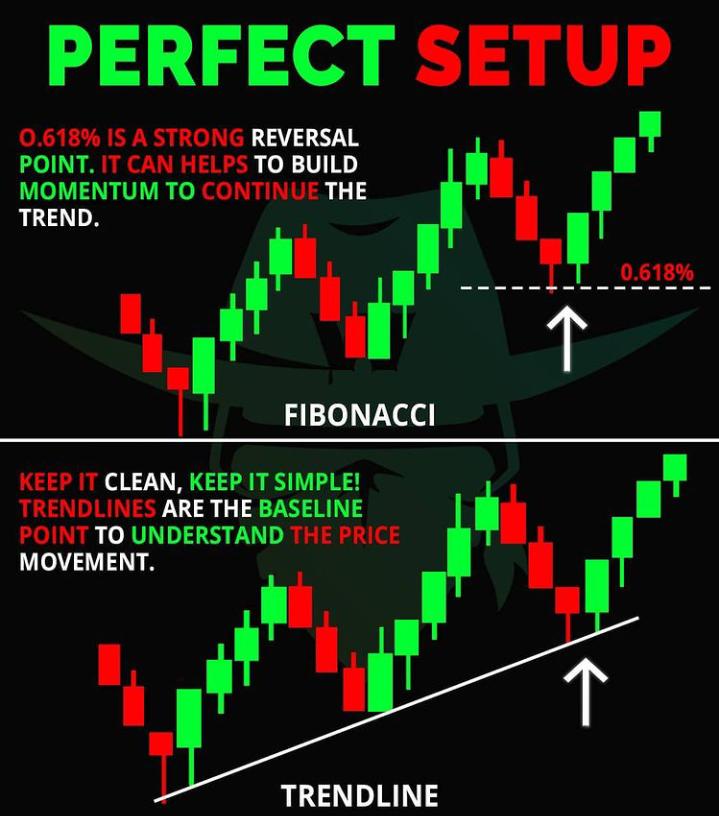 PERFECT SETUP
0.618% IS A STRONG REVERSAL
POINT. IT CAN HELPS TO BUILD
MOMENTUM TO CONTINUE THE
TREND.
0.618%
FIBONACCI
KEEP IT CLEAN, KEEP IT SIMPLE!
TRENDLINES ARE THE BASELINE
POINT TO UNDERSTAND THE PRICE
MOVEMENT.
TRENDLINE